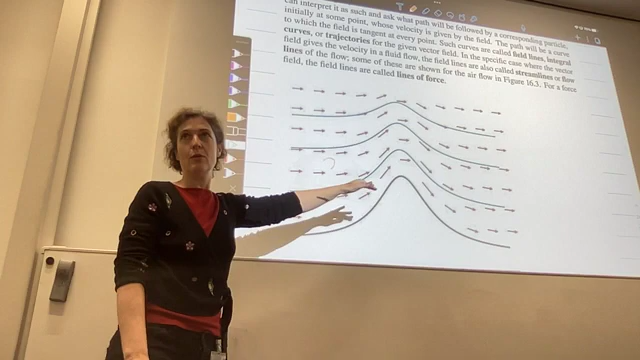 can interpret it as such and ask what path will be followed by a corresponding particle,
initially at some point, whose velocity is given by the field. The path will be a curve
to which the field is tangent at every point. Such curves are called field lines, integral
curves, or trajectories for the given vector field. In the specific case where the vector
field gives the velocity in a fluid flow, the field lines are also called streamlines or flow
lines of the flow; some of these are shown for the air flow in Figure 16.3. For a force
field, the field lines are called lines of force.